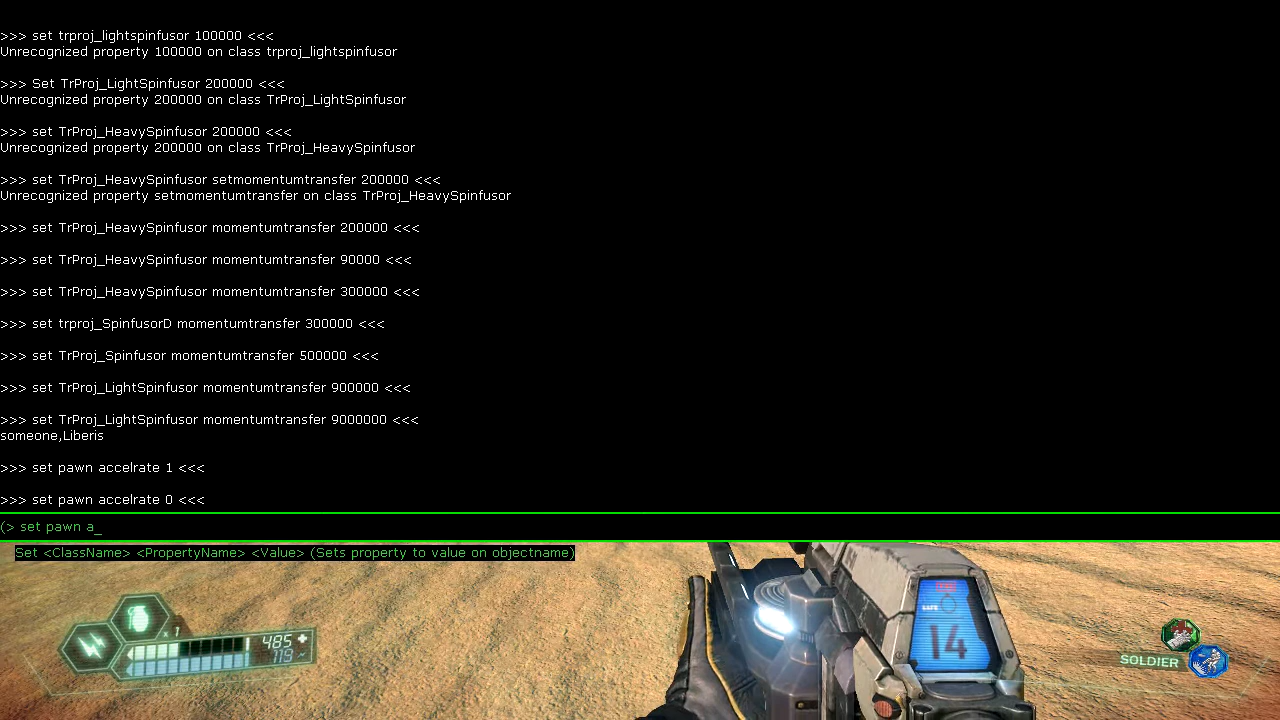 >>> set trproj_lightspinfusor 100000 <<<
Unrecognized property 100000 on class trproj_lightspinfusor
>>> Set TrProj_LightSpinfusor 200000 <<<
Unrecognized property 200000 on class TrProj_LightSpinfusor
>>> set TrProj_HeavySpinfusor 200000 <<<
Unrecognized property 200000 on class TrProj_HeavySpinfusor
>>> set TrProj_HeavySpinfusor setmomentumtransfer 200000 <<<
Unrecognized property setmomentumtransfer on class TrProj_HeavySpinfusor
>>> set TrProj_HeavySpinfusor momentumtransfer 200000 <<<
>>> set TrProj_HeavySpinfusor momentumtransfer 90000 <<<
>>> set TrProj_HeavySpinfusor momentumtransfer 300000 <<<
>>> set trproj_SpinfusorD momentumtransfer 300000 <<<
>>> set TrProj_Spinfusor momentumtransfer 500000 <<<
>>> set TrProj_LightSpinfusor momentumtransfer 900000 <<<
>>> set TrProj_LightSpinfusor momentumtransfer 9000000 <<<
someone,Liberis
>>> set pawn accelrate 1 <<<
>>> set pawn accelrate 0 <<<
(> set pawn a_
Set <ClassName> <PropertyName> <Value> (Sets property to value on objectname)
485
14
SOLDIER